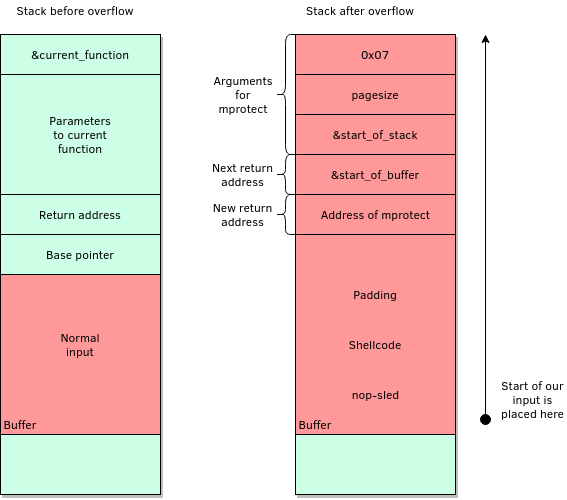 Stack before overflow
Stack after overflow
&current_function
Parameters
to current
function
Return address
Base pointer
Normal
input
Buffer
Arguments
for
mprotect
Next return
address
New return
address
0x07
pagesize
&start_of_stack
&start_of_buffer
Address of mprotect
Padding
Shellcode
nop-sled
Buffer
Start of our
input is
placed here